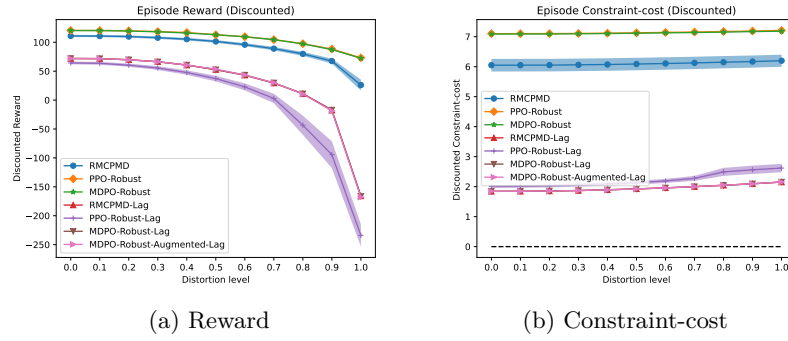 Episode Reward (Discounted)
Discounted Reward
100
50
0
−50
−100
−150
−200
−250
RMCPMD
PPO-Robust
MDPO-Robust
RMCPMD-Lag
PPO-Robust-Lag
MDPO-Robust-Lag
MDPO-Robust-Augmented-Lag
0.0 0.1 0.2 0.3 0.4 0.5 0.6 0.7 0.8 0.9 1.0
Distortion level
(a) Reward
Episode Constraint-cost (Discounted)
Discounted Constraint-cost
7
6
5
4
3
2
1
0
RMCPMD
PPO-Robust
MDPO-Robust
RMCPMD-Lag
PPO-Robust-Lag
MDPO-Robust-Lag
MDPO-Robust-Augmented-Lag
0.0 0.1 0.2 0.3 0.4 0.5 0.6 0.7 0.8 0.9 1.0
Distortion level
(b) Constraint-cost